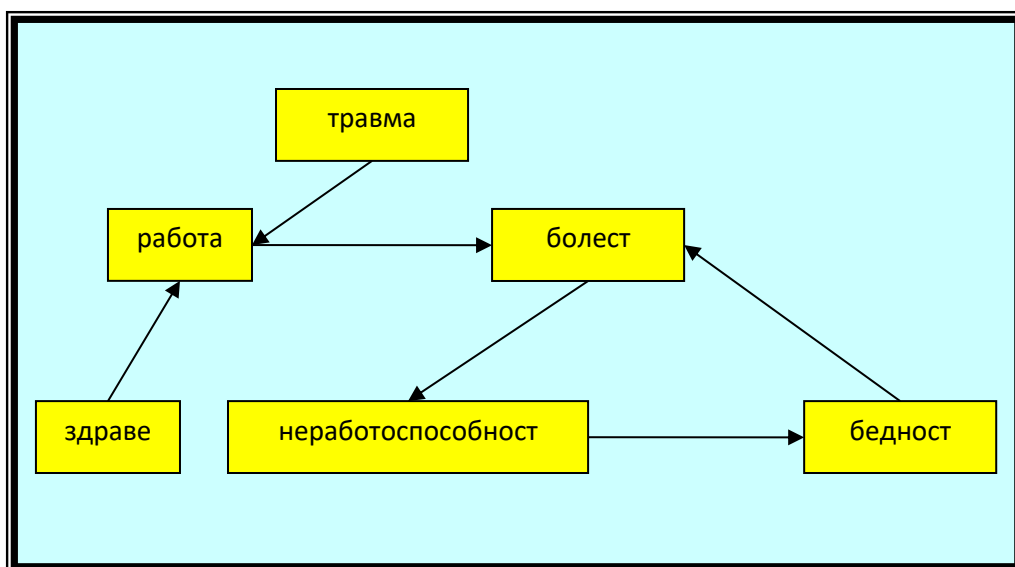 травма
работа
болест
здраве
неработоспособност
бедност